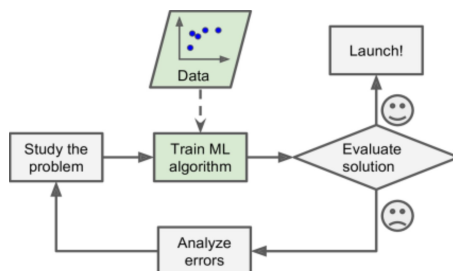 Launch!
Data
Study the
problem
Train ML
algorithm
Evaluate
solution
Analyze
errors